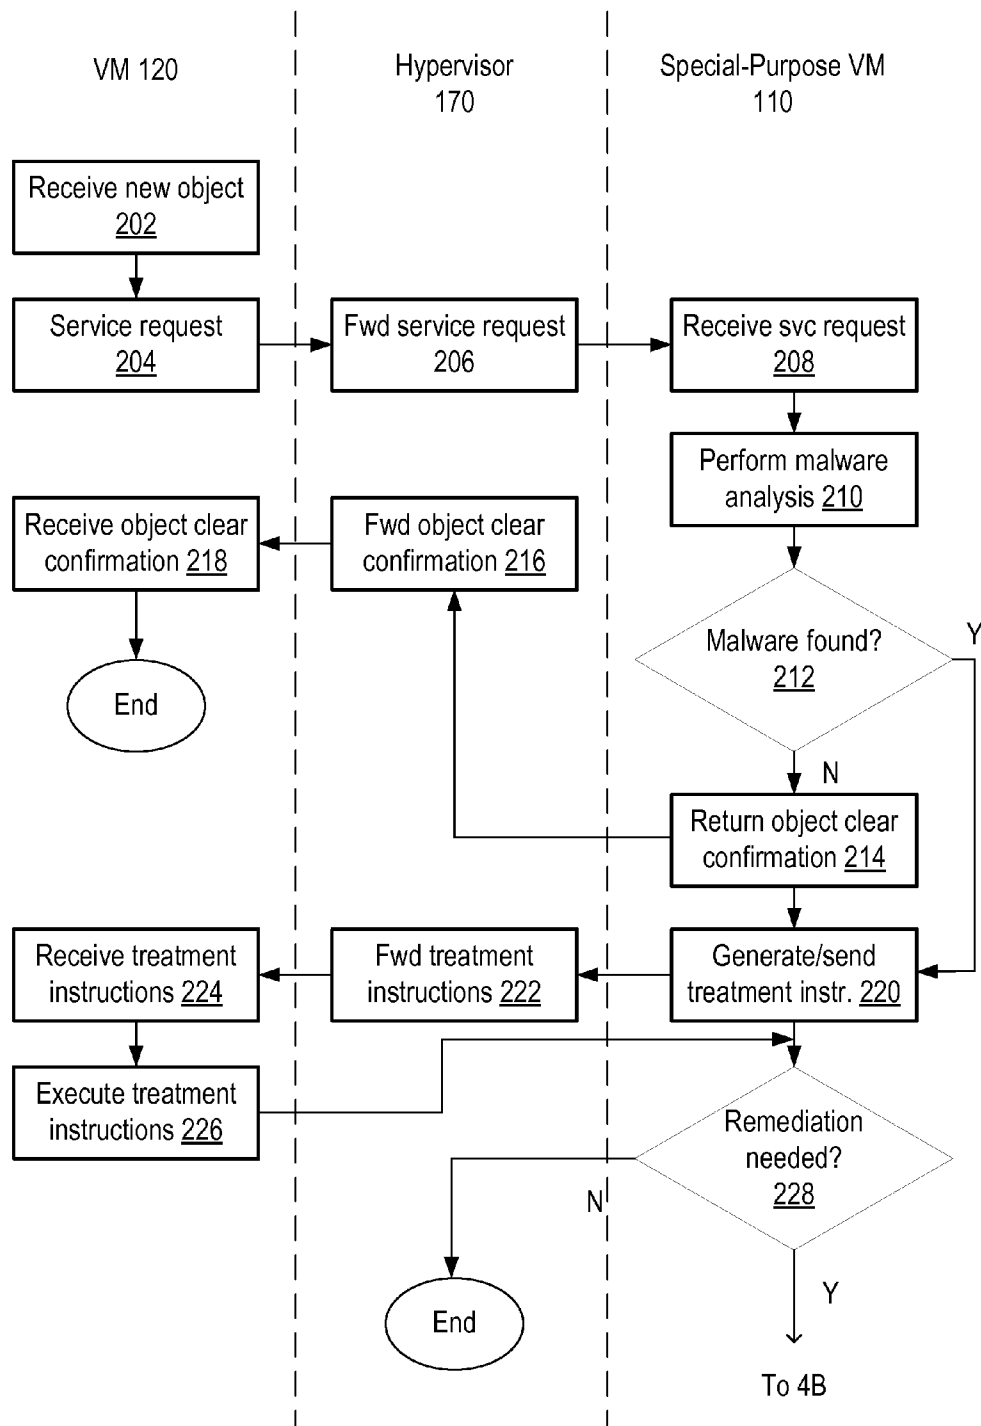 VM 120
Hypervisor
170
Special-Purpose VM
110
Receive new object
202
Service request
204
Fwd service request
206
Receive svc request
208
Perform malware
analysis 210
Receive object clear
confirmation 218
Fwd object clear
confirmation 216
Malware found?
212
Y
End
N
Return object clear
confirmation 214
Receive treatment
instructions 224
Fwd treatment
instructions 222
Generate/send
treatment instr. 220
Execute treatment
instructions 226
Remediation
needed?
228
N
Y
End
To 4B